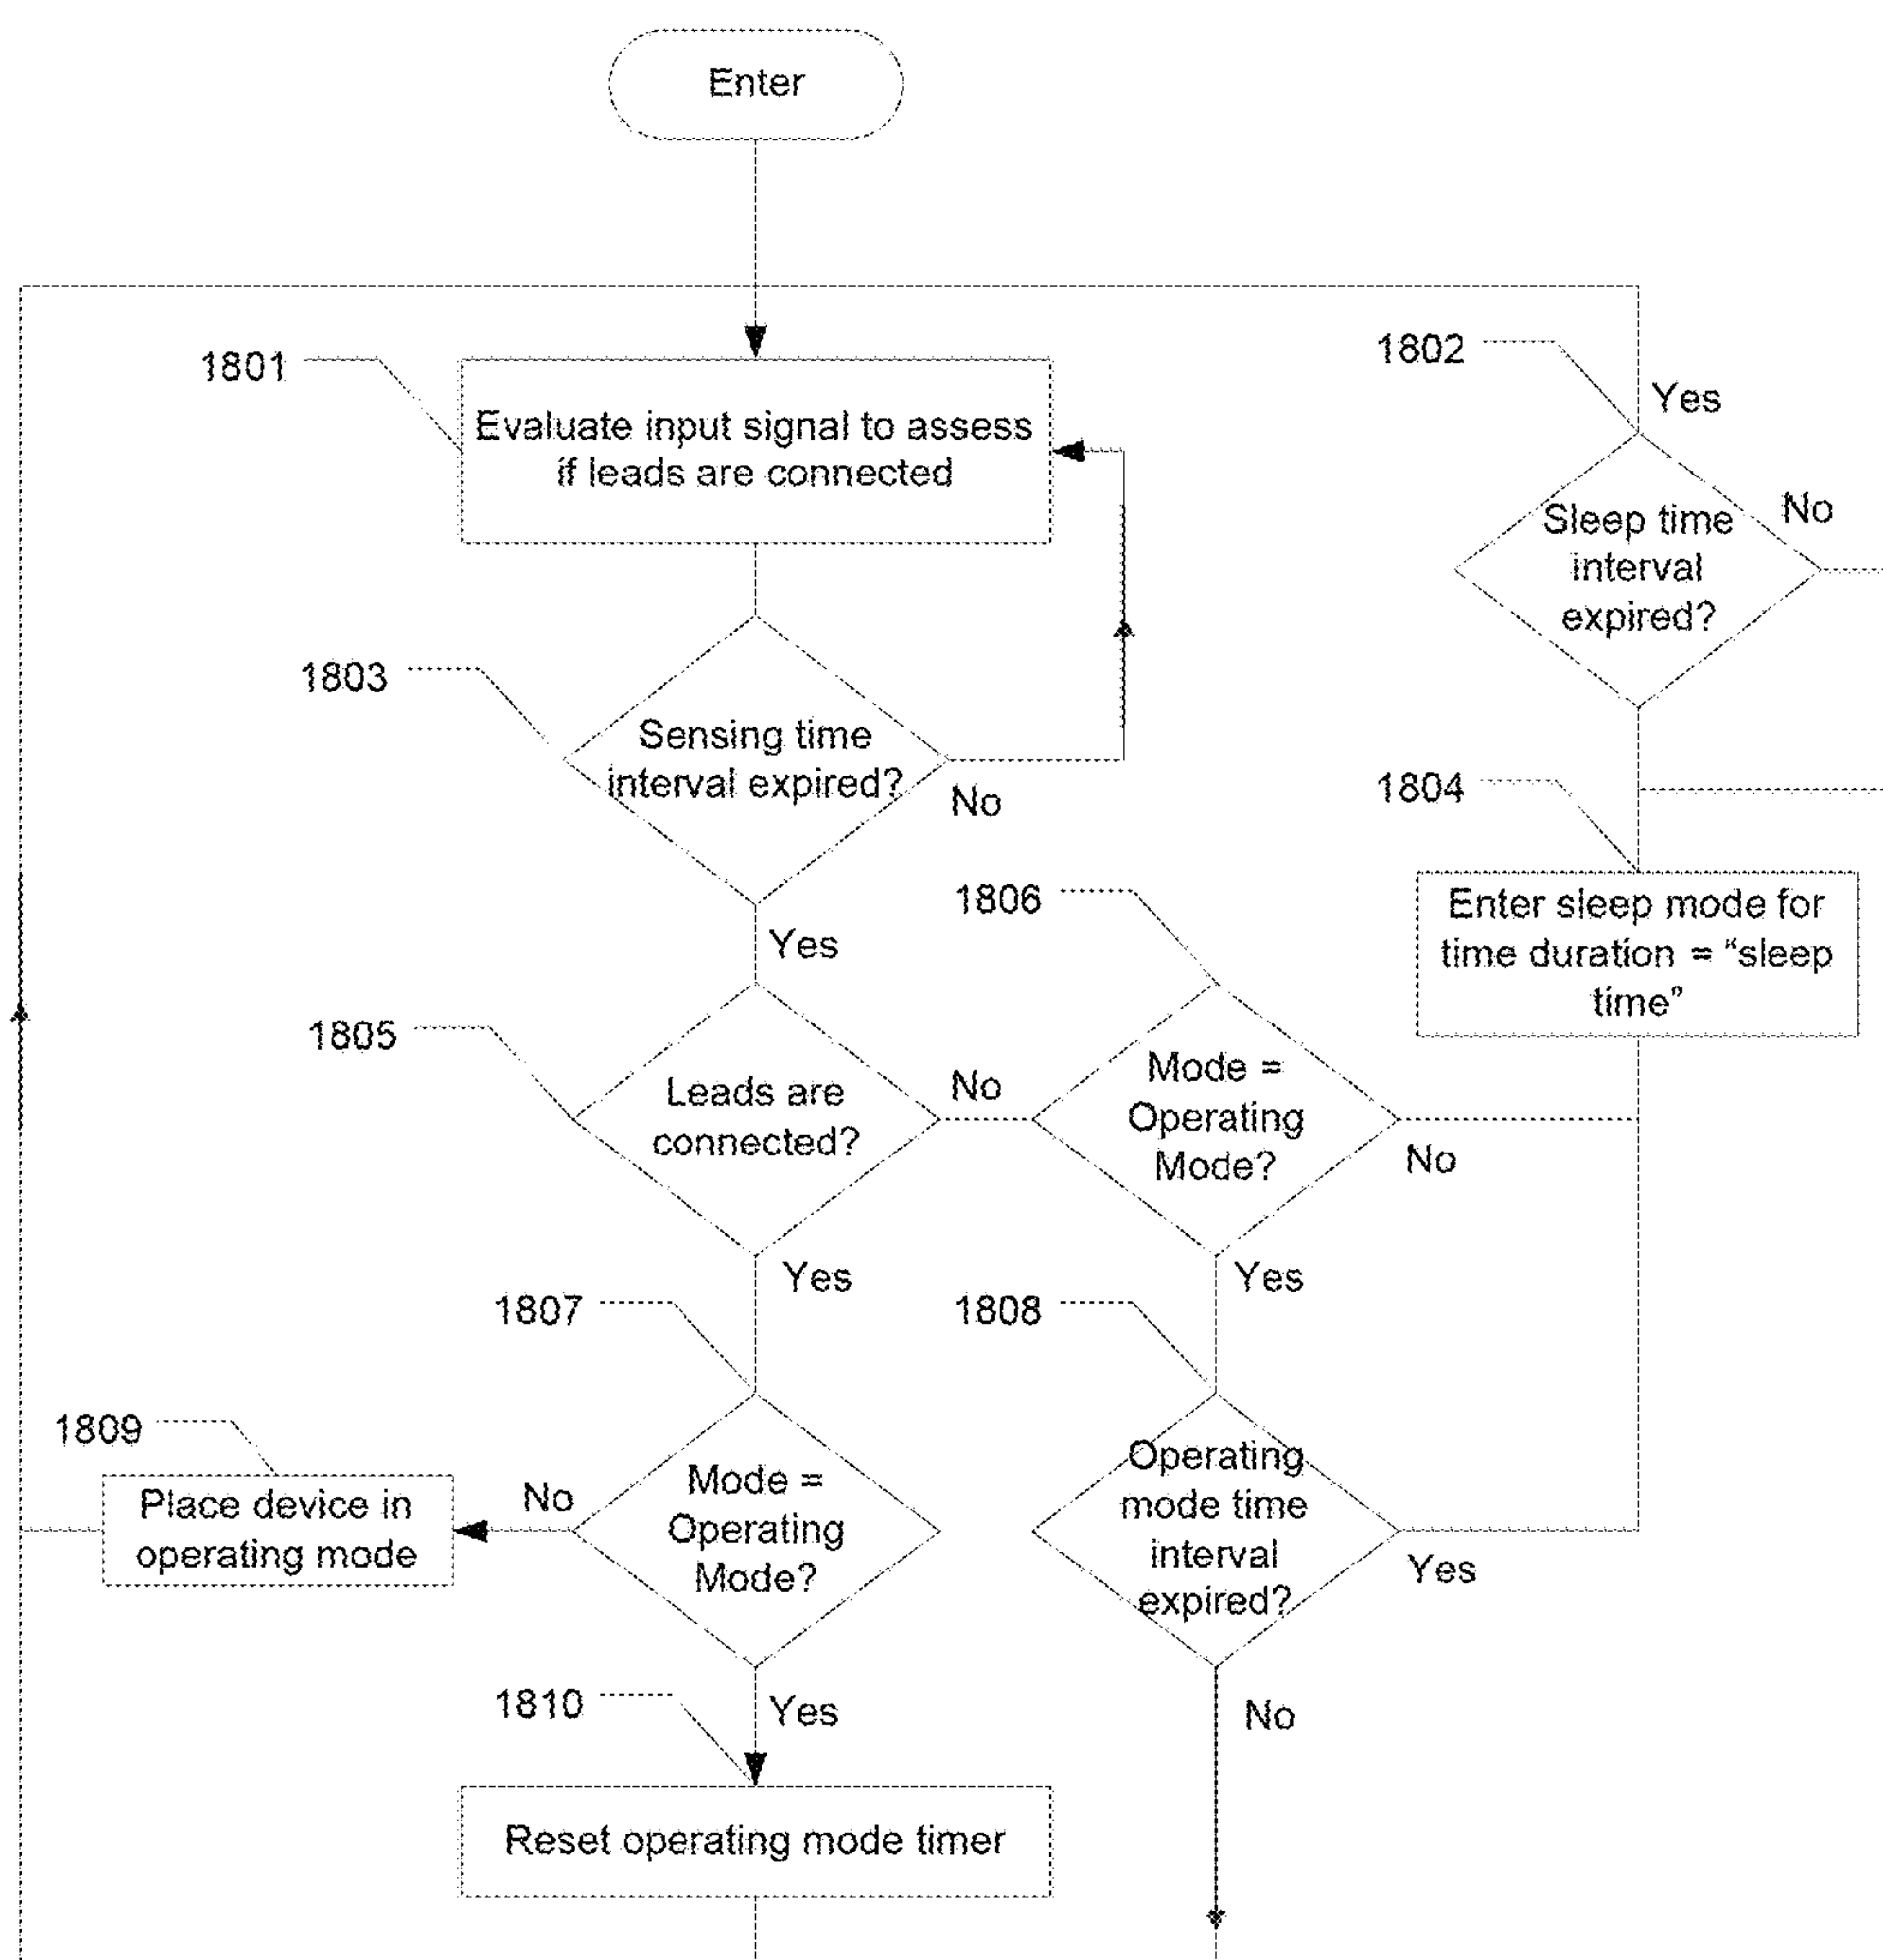 Enter
1801
Evaluate input signal to assess
if leads are connected
1802
Yes
Sleep time
interval
expired?
No
1803
Sensing time
interval expired?
No
Yes
1804
Enter sleep mode for
time duration = “sleep
time”
1805
Leads are
connected?
No
Yes
1806
Mode =
Operating
Mode?
No
Yes
1807
Mode =
Operating
Mode?
No
Yes
1808
Operating
mode time
interval
expired?
Yes
No
1809
Place device in
operating mode
1810
Reset operating mode timer